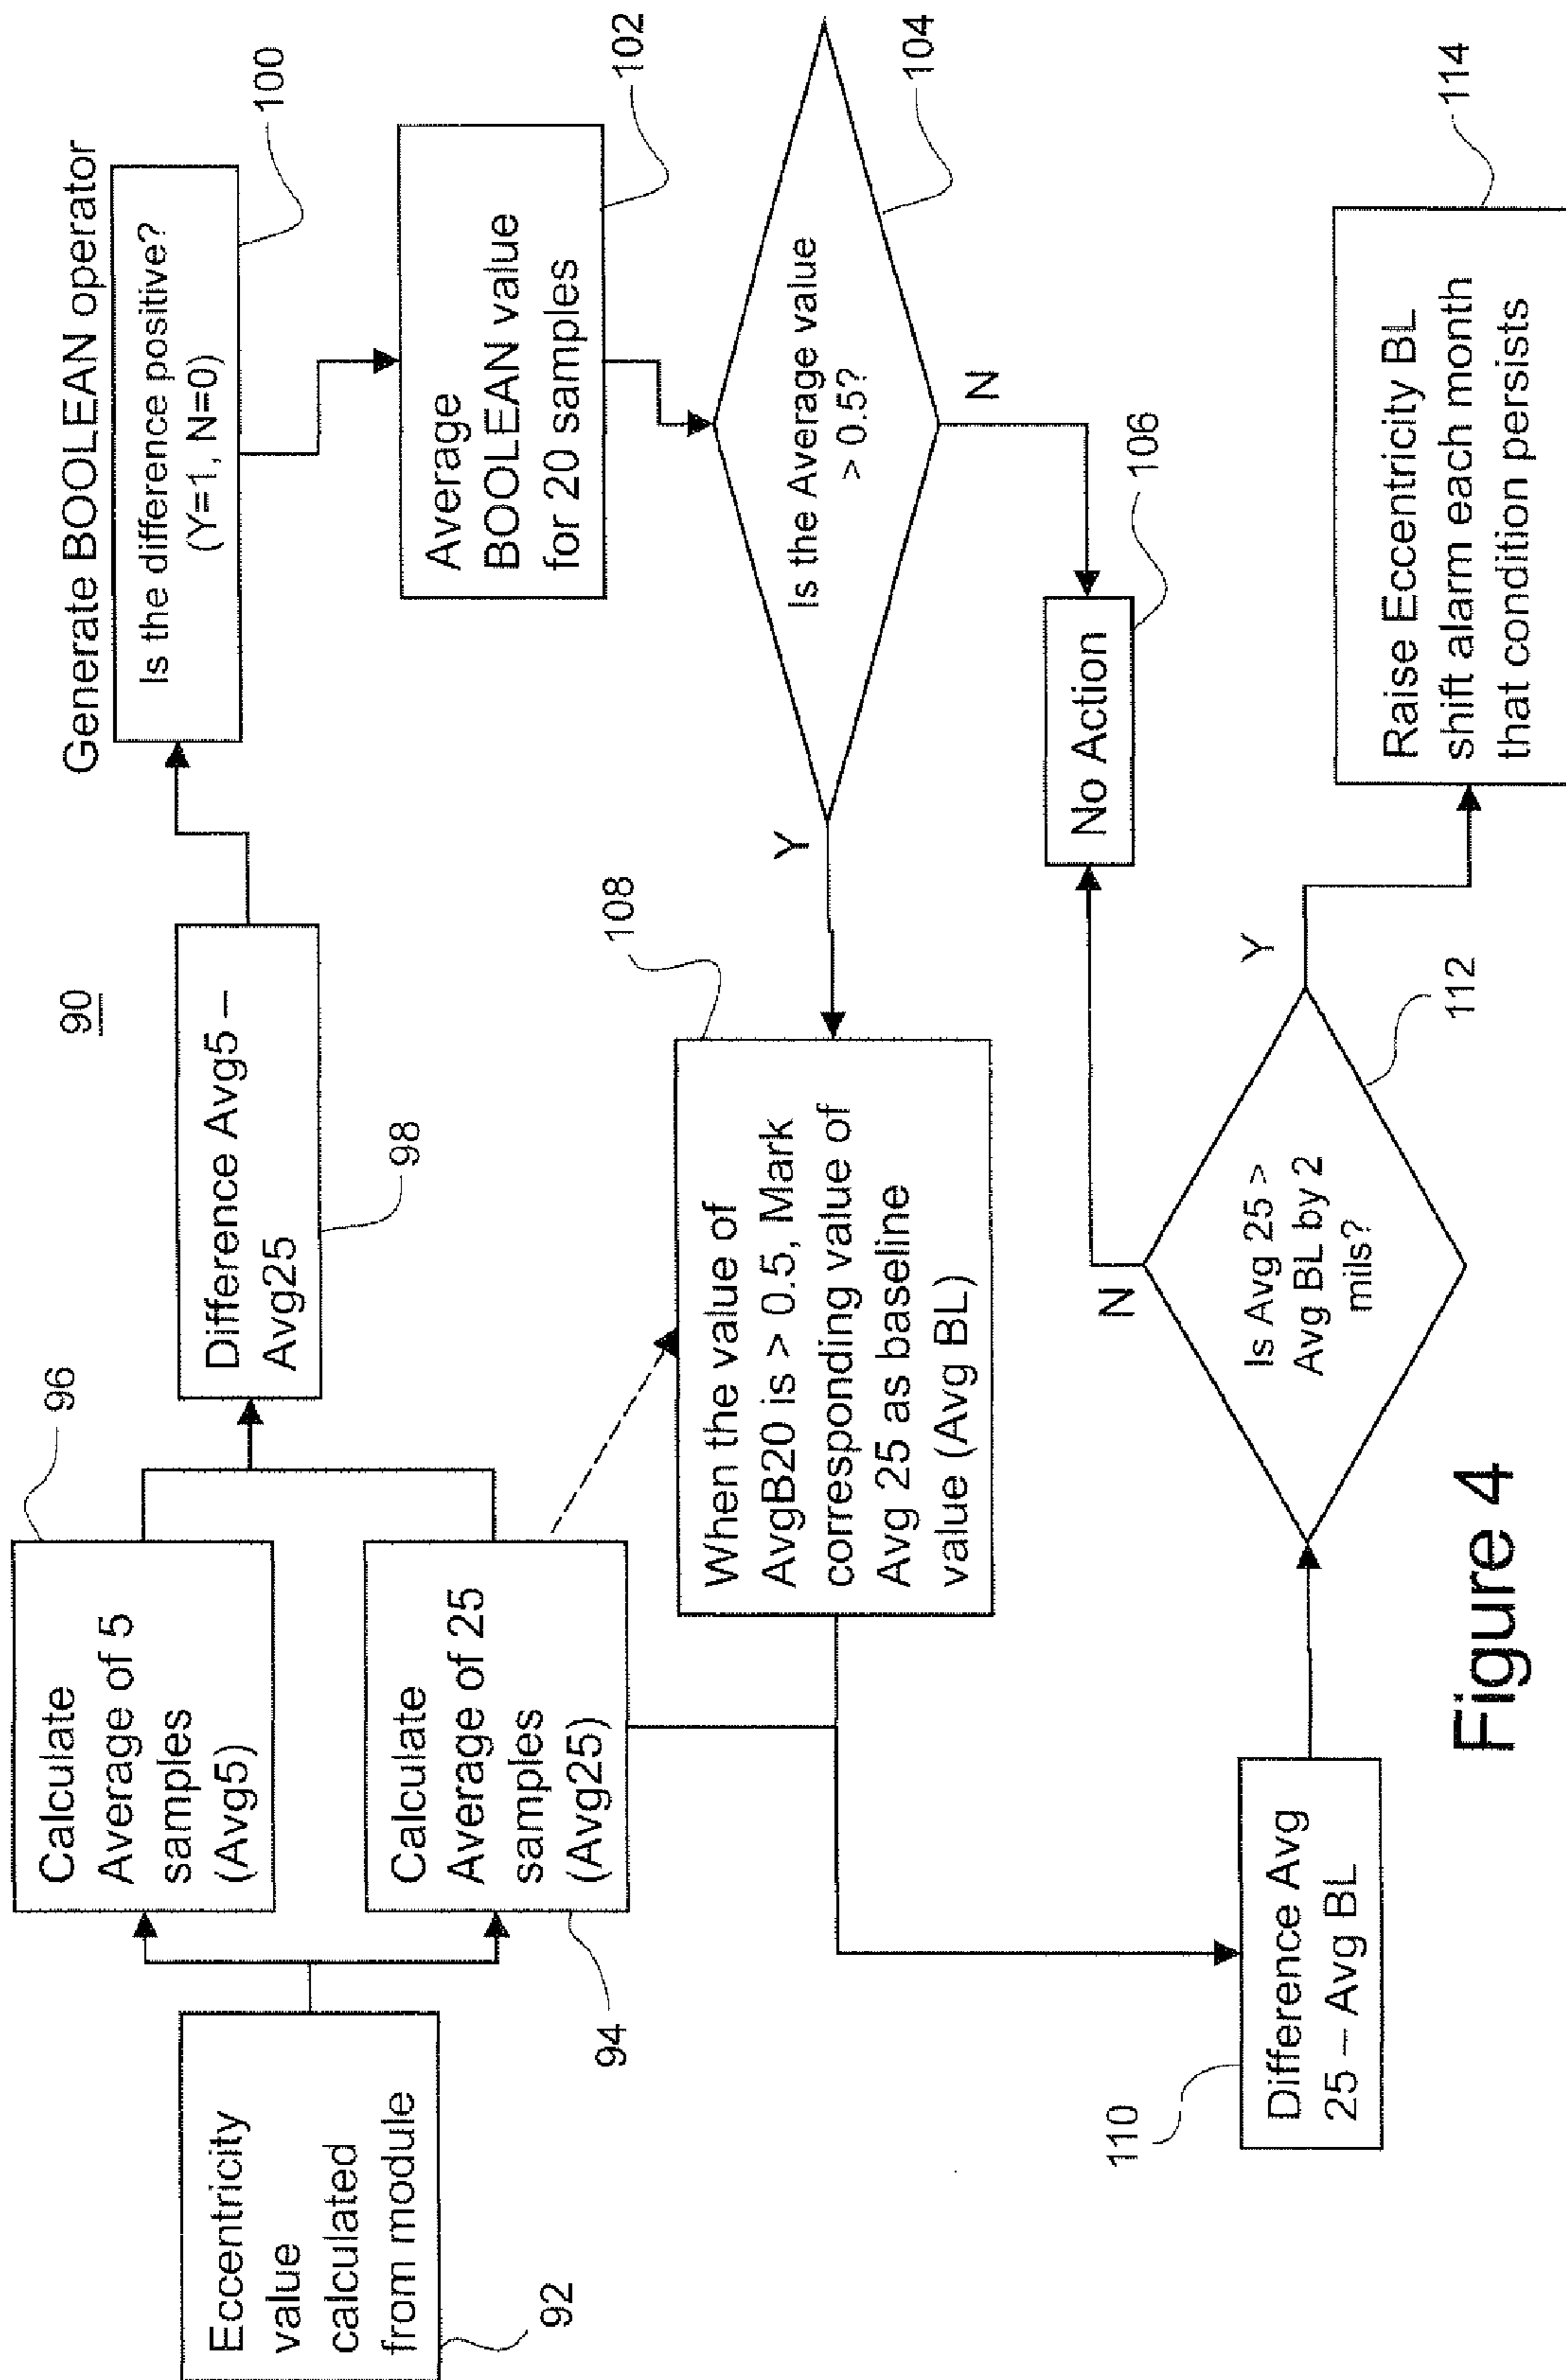 90
Eccentricity
value
calculated
from module
92
Calculate
Average of 5
samples
(Avg5)
96
Calculate
Average of 25
samples
(Avg25)
94
Difference Avg5 –
Avg25
98
Generate BOOLEAN operator
Is the difference positive?
(Y=1, N=0)
100
Average
BOOLEAN value
for 20 samples
102
Is the Average value
> 0.5?
104
Y
N
No Action
106
When the value of
AvgB20 is > 0.5, Mark
corresponding value of
Avg 25 as baseline
value (Avg BL)
108
Difference Avg
25 – Avg BL
110
Is Avg 25 >
Avg BL by 2
mils?
112
N
Y
Raise Eccentricity BL
shift alarm each month
that condition persists
114
Figure 4